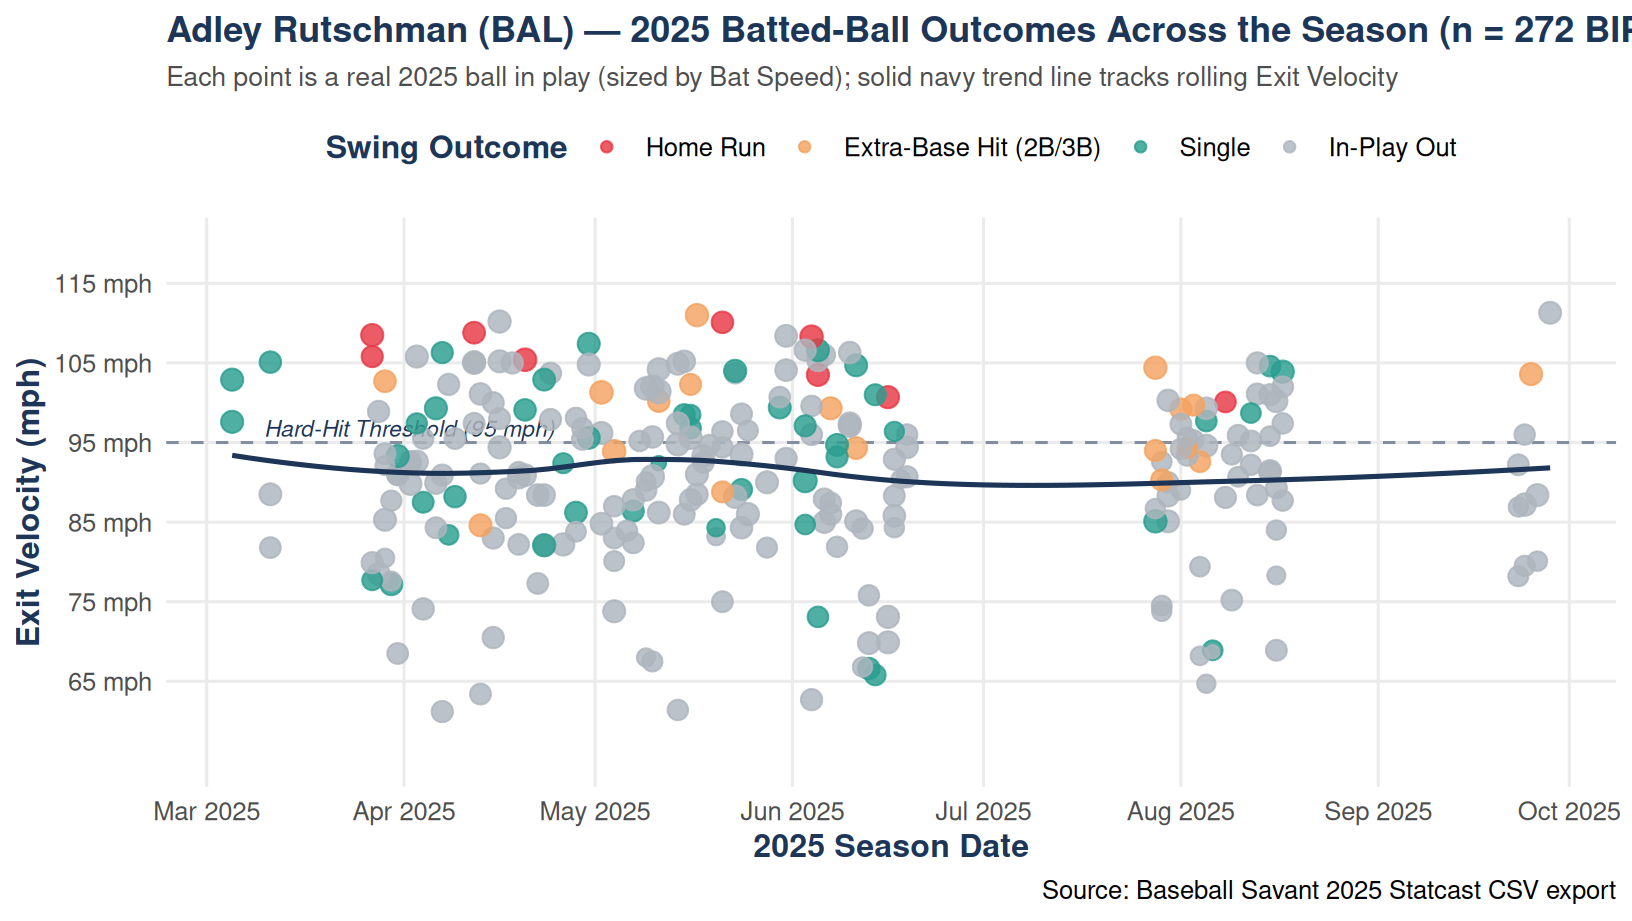 Adley Rutschman (BAL) — 2025 Batted-Ball Outcomes Across the Season (n = 272 BIP
Each point is a real 2025 ball in play (sized by Bat Speed); solid navy trend line tracks rolling Exit Velocity
Swing Outcome Home Run Extra-Base Hit (2B/3B) Single In-Play Out
Exit Velocity (mph)
115 mph
105 mph
Hard-Hit Threshold (95 mph)
95 mph
85 mph
75 mph
65 mph
Mar 2025 Apr 2025 May 2025 Jun 2025 Jul 2025 Aug 2025 Sep 2025 Oct 2025
2025 Season Date
Source: Baseball Savant 2025 Statcast CSV export